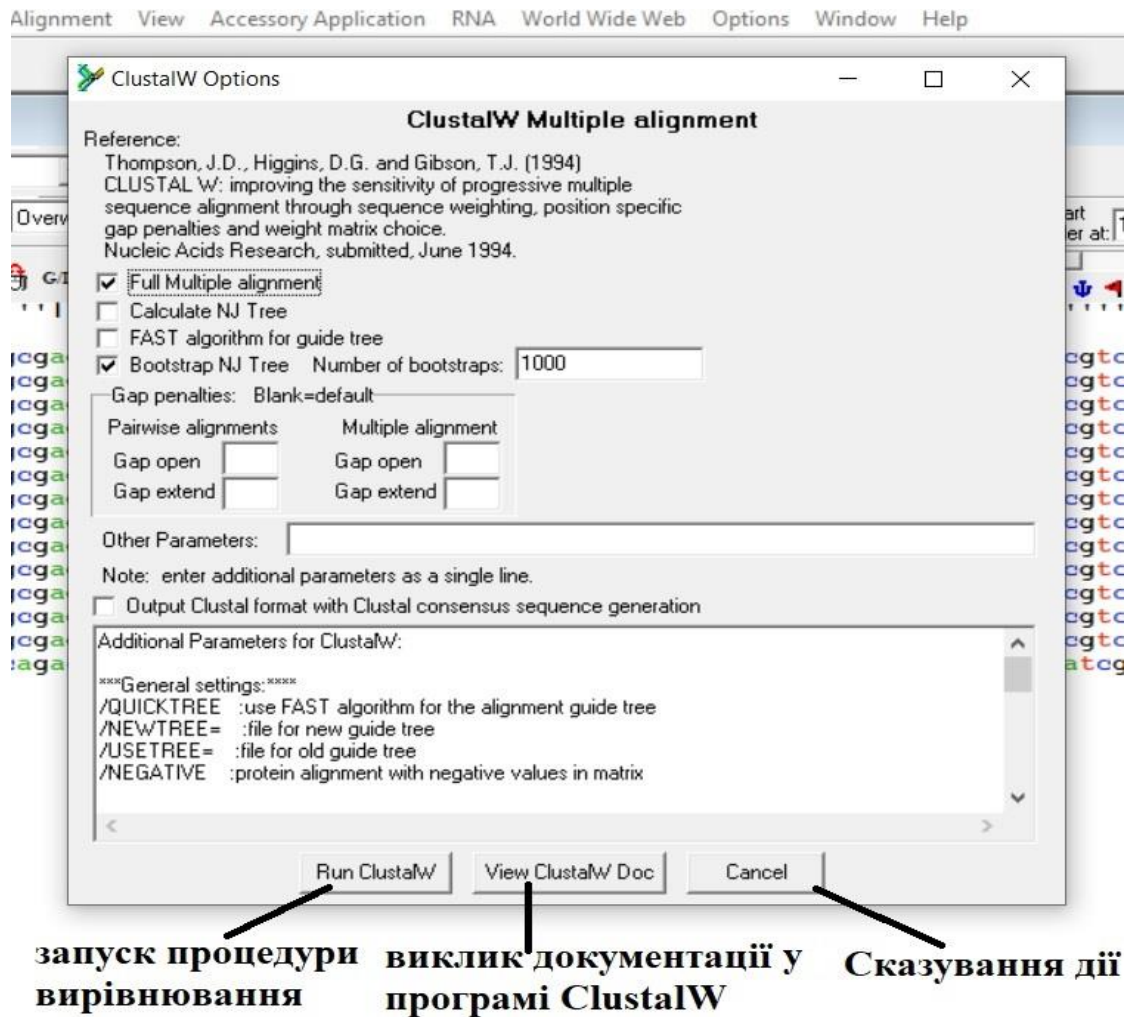 Alignment View Accessory Application RNA World Wide Web Options Window Help
ClustalW Options
ClustalW Multiple alignment
Reference:
Thompson, J.D., Higgins, D.G. and Gibson, T.J. (1994)
CLUSTAL W: improving the sensitivity of progressive multiple
sequence alignment through sequence weighting, position specific
gap penalties and weight matrix choice.
Nucleic Acids Research, submitted, June 1994.
Full Multiple alignment
Calculate NJ Tree
FAST algorithm for guide tree
Bootstrap NJ Tree Number of bootstraps: 1000
Gap penalties: Blank=default
Pairwise alignments Multiple alignment
Gap open Gap open
Gap extend Gap extend
Other Parameters:
Note: enter additional parameters as a single line.
Output Clustal format with Clustal consensus sequence generation
Additional Parameters for ClustalW:
***General settings:****
/QUICKTREE :use FAST algorithm for the alignment guide tree
/NEWTREE= :file for new guide tree
/USETREE= :file for old guide tree
/NEGATIVE :protein alignment with negative values in matrix
Run ClustalW View ClustalW Doc Cancel
запуск процедури
вирівнювання
виклик документації у
програмі ClustalW
Сказування дії